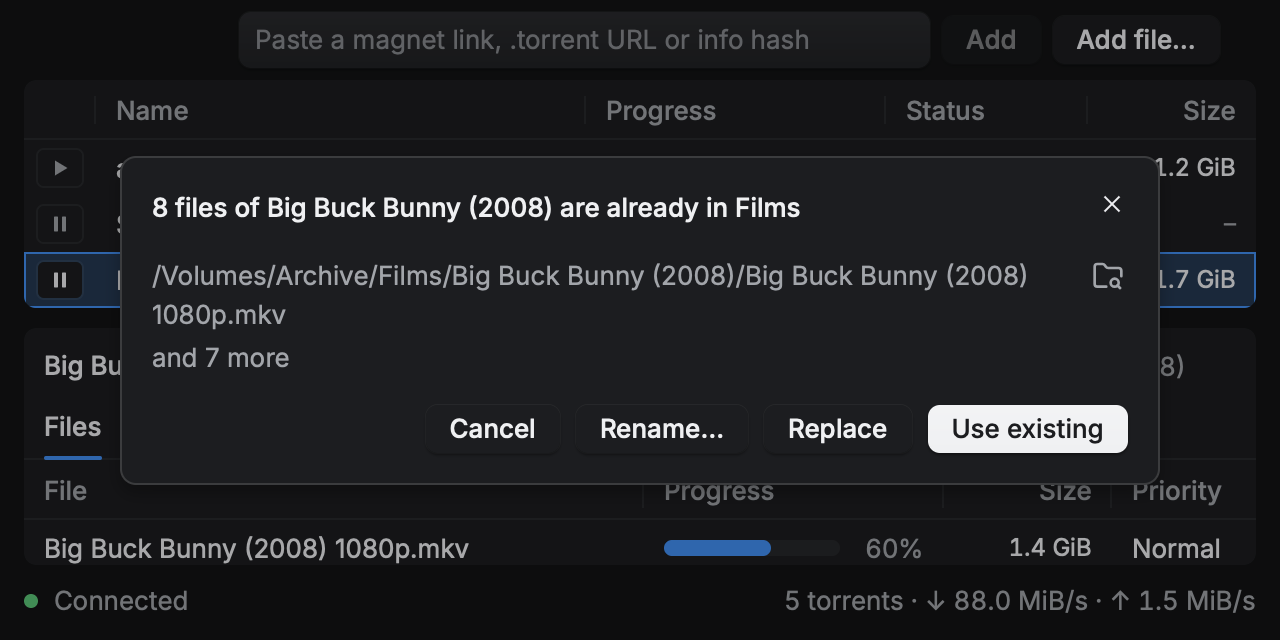 Paste a magnet link, .torrent URL or info hash
Add
Add file...
Name
Progress
Status
Size
1.2 GiB
–
1.7 GiB
8 files of Big Buck Bunny (2008) are already in Films
/Volumes/Archive/Films/Big Buck Bunny (2008)/Big Buck Bunny (2008)
1080p.mkv
and 7 more
Cancel
Rename...
Replace
Use existing
Big Bu
8)
Files
File
Progress
Size
Priority
Big Buck Bunny (2008) 1080p.mkv
60%
1.4 GiB
Normal
Connected
5 torrents · ↓ 88.0 MiB/s · ↑ 1.5 MiB/s